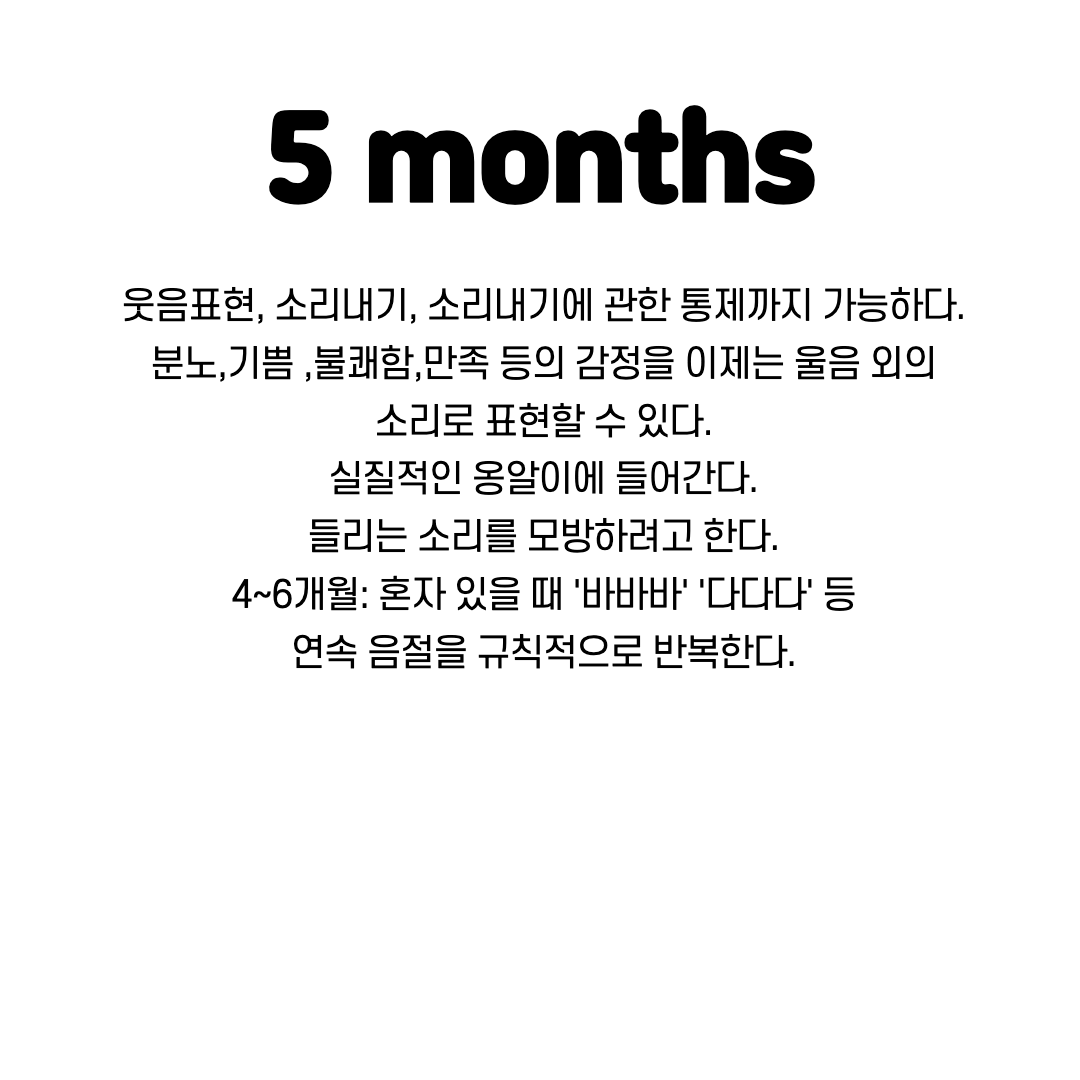 5 months
웃음표현, 소리내기, 소리내기에 관한 통제까지 가능하다.
분노,기쁨 ,불쾌함,만족 등의 감정을 이제는 울음 외의
소리로 표현할 수 있다.
실질적인 옹알이에 들어간다.
들리는 소리를 모방하려고 한다.
4~6개월: 혼자 있을 때 '바바바' '다다다' 등
연속 음절을 규칙적으로 반복한다.